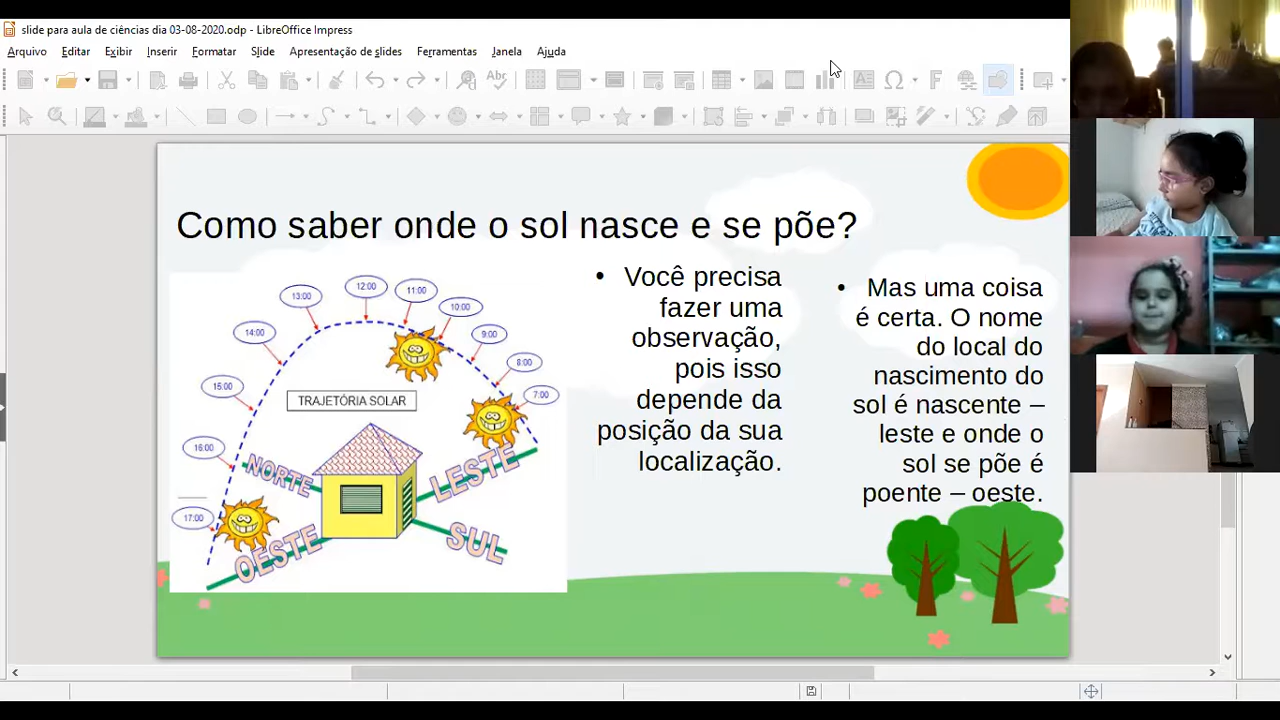 slide para aula de ciências dia 03-08-2020.odp - LibreOffice Impress
Arquivo Editar Exibir Inserir Formatar Slide Apresentação de slides Ferramentas Janela Ajuda
Como saber onde o sol nasce e se põe?
12:00
13:00
11:00
10:00
14:00
9:00
8:00
15:00
7:00
TRAJETÓRIA SOLAR
16:00
NORTE
LESTE
17:00
OESTE
SUL
• Você precisa
fazer uma
observação,
pois isso
depende da
posição da sua
localização.
• Mas uma coisa
é certa. O nome
do local do
nascimento do
sol é nascente –
leste e onde o
sol se põe é
poente – oeste.